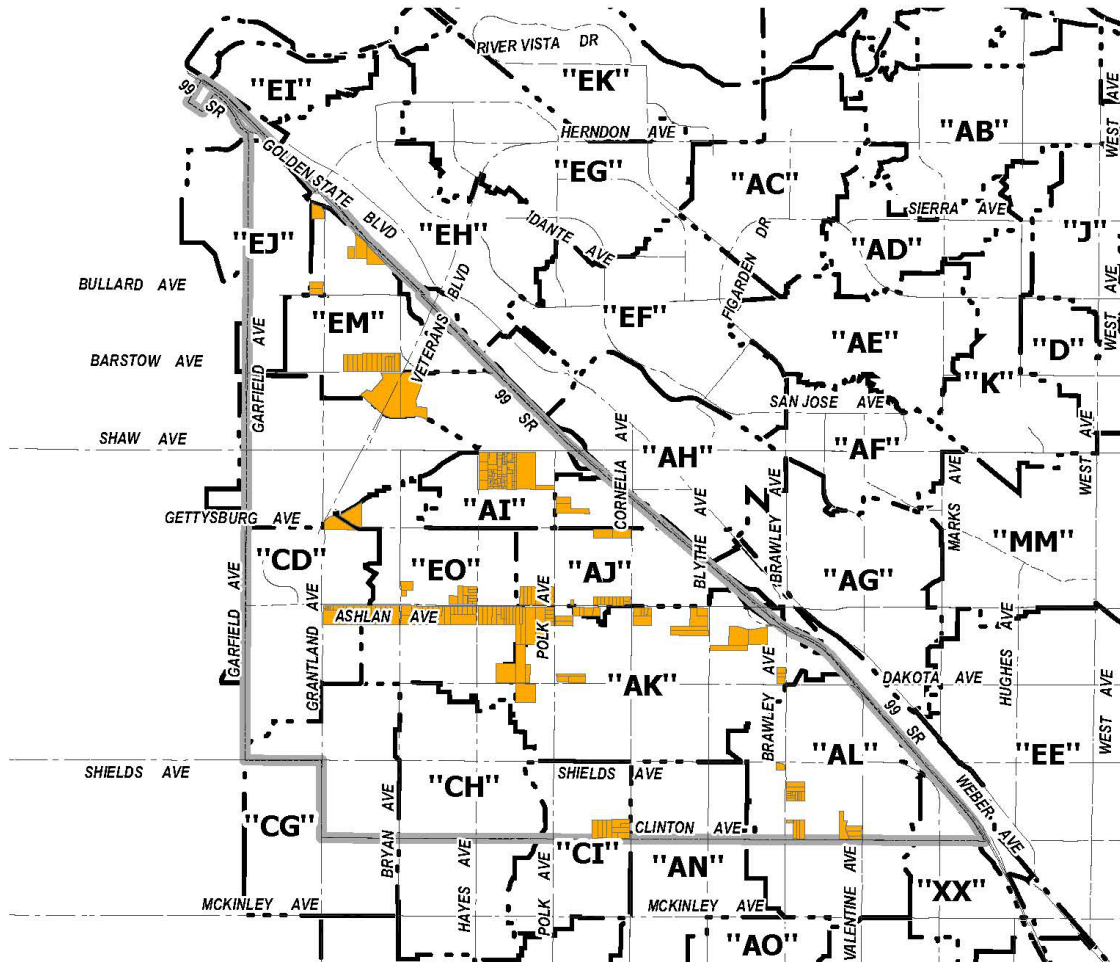 RIVER VISTA DR
"EI"
"EK"
99 SR
WEST AVE
HERNDON AVE
"AB"
GOLDEN STATE BLVD
"EG"
"AC"
SIERRA AVE
"EJ"
"EH"
DANTE AVE
FIGARDEN DR
"AD"
"J"
BULLARD AVE
WEST AVE
"EM"
VETERANS BLVD
"EF"
"AE"
"D"
BARSTOW AVE
GARFIELD AVE
"K"
99 SR
SAN JOSE AVE
SHAW AVE
CORNELIA AVE
"AH"
"AF"
WEST AVE
GETTYSBURG AVE
"AI"
BLYTHE AVE
BRAWLEY AVE
MARKS AVE
"MM"
"CD"
"EO"
"AJ"
"AG"
GARFIELD AVE
GRANTLAND AVE
ASHLAN AVE
POLK AVE
HUGHES AVE
"AK"
BRAWLEY AVE
DAKOTA AVE
WEST AVE
99 SR
"AL"
"EE"
SHIELDS AVE
"CH"
SHIELDS AVE
WEBER AVE
"CG"
BRYAN AVE
CLINTON AVE
"CI"
"AN"
HAYES AVE
POLK AVE
VALENTINE AVE
"XX"
MCKINLEY AVE
MCKINLEY AVE
"AO"